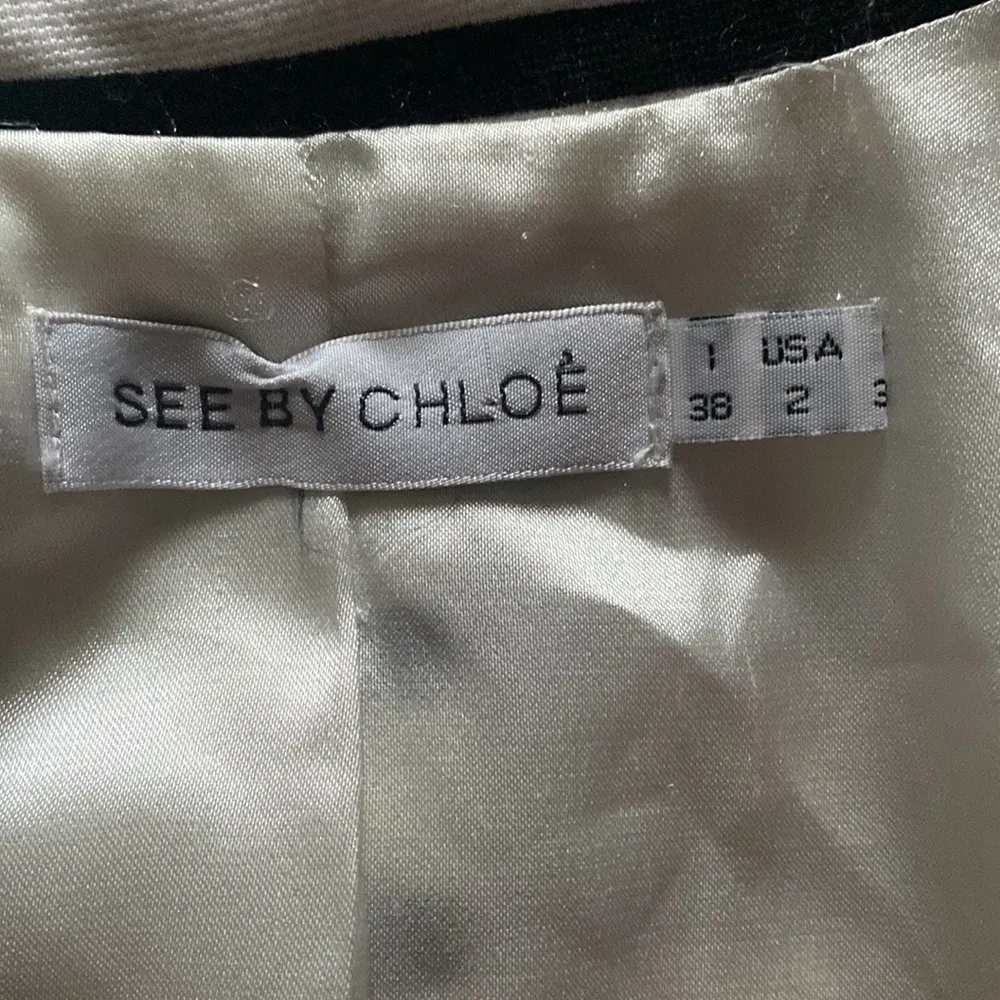 SEE BY CHLOÉ
I USA
38 2